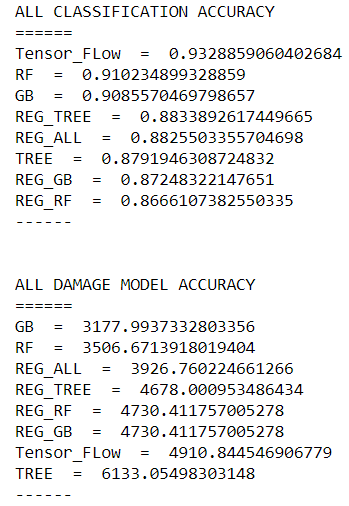 ALL CLASSIFICATION ACCURACY
======
Tensor_FLow  =  0.9328859060402684
RF  =  0.910234899328859
GB  =  0.9085570469798657
REG_TREE  =  0.8833892617449665
REG_ALL  =  0.8825503355704698
TREE  =  0.8791946308724832
REG_GB  =  0.87248322147651
REG_RF  =  0.8666107382550335
------
ALL DAMAGE MODEL ACCURACY
======
GB  =  3177.9937332803356
RF  =  3506.6713918019404
REG_ALL  =  3926.760224661266
REG_TREE  =  4678.000953486434
REG_RF  =  4730.411757005278
REG_GB  =  4730.411757005278
Tensor_FLow  =  4910.844546906779
TREE  =  6133.05498303148
------